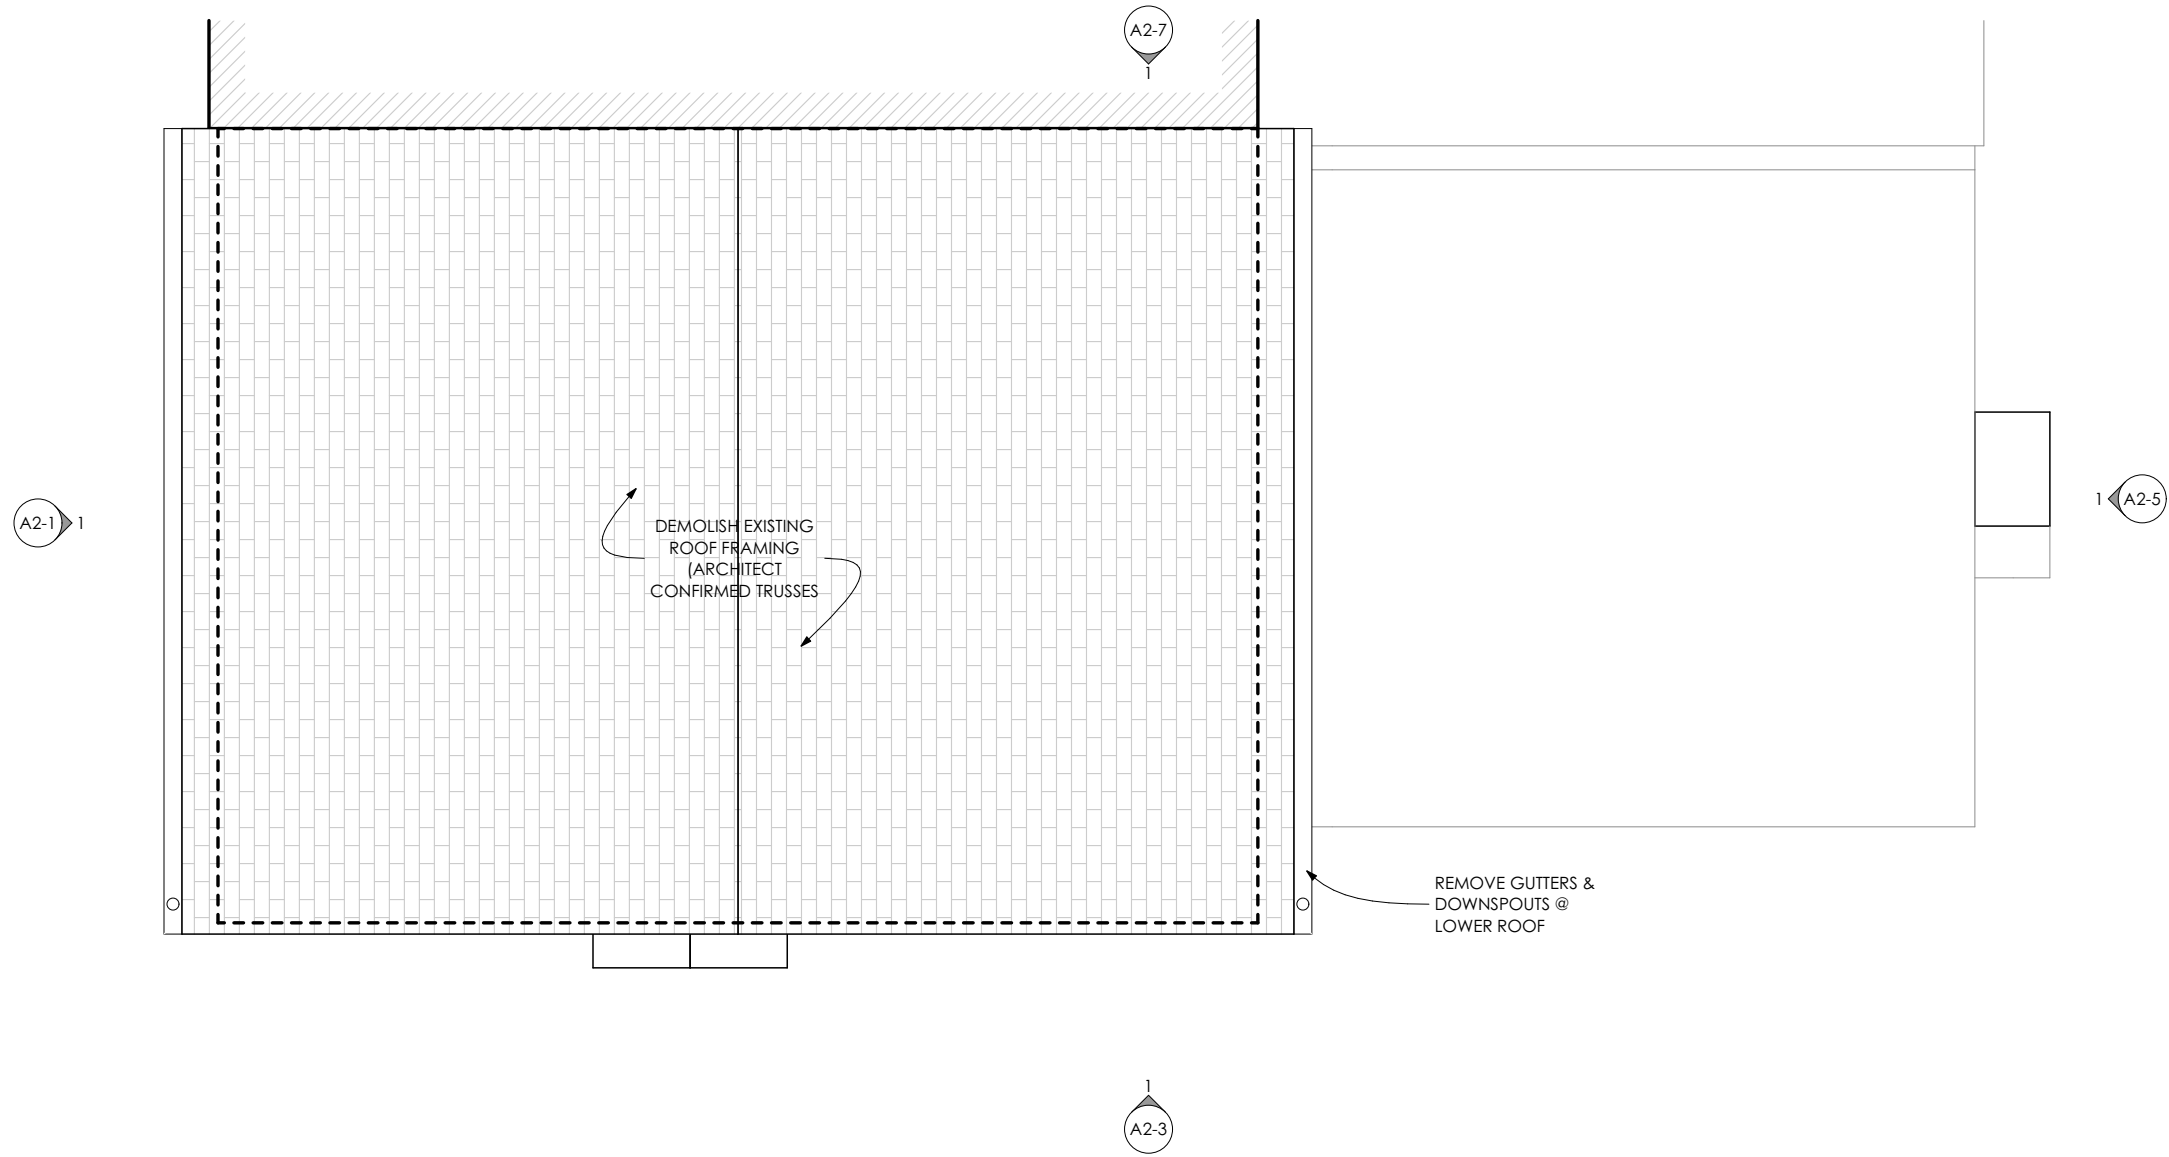 A2-7
1
A2-1 1
DEMOLISH EXISTING
ROOF FRAMING
(ARCHITECT
CONFIRMED TRUSSES
1 A2-5
REMOVE GUTTERS &
DOWNSPOUTS @
LOWER ROOF
1
A2-3